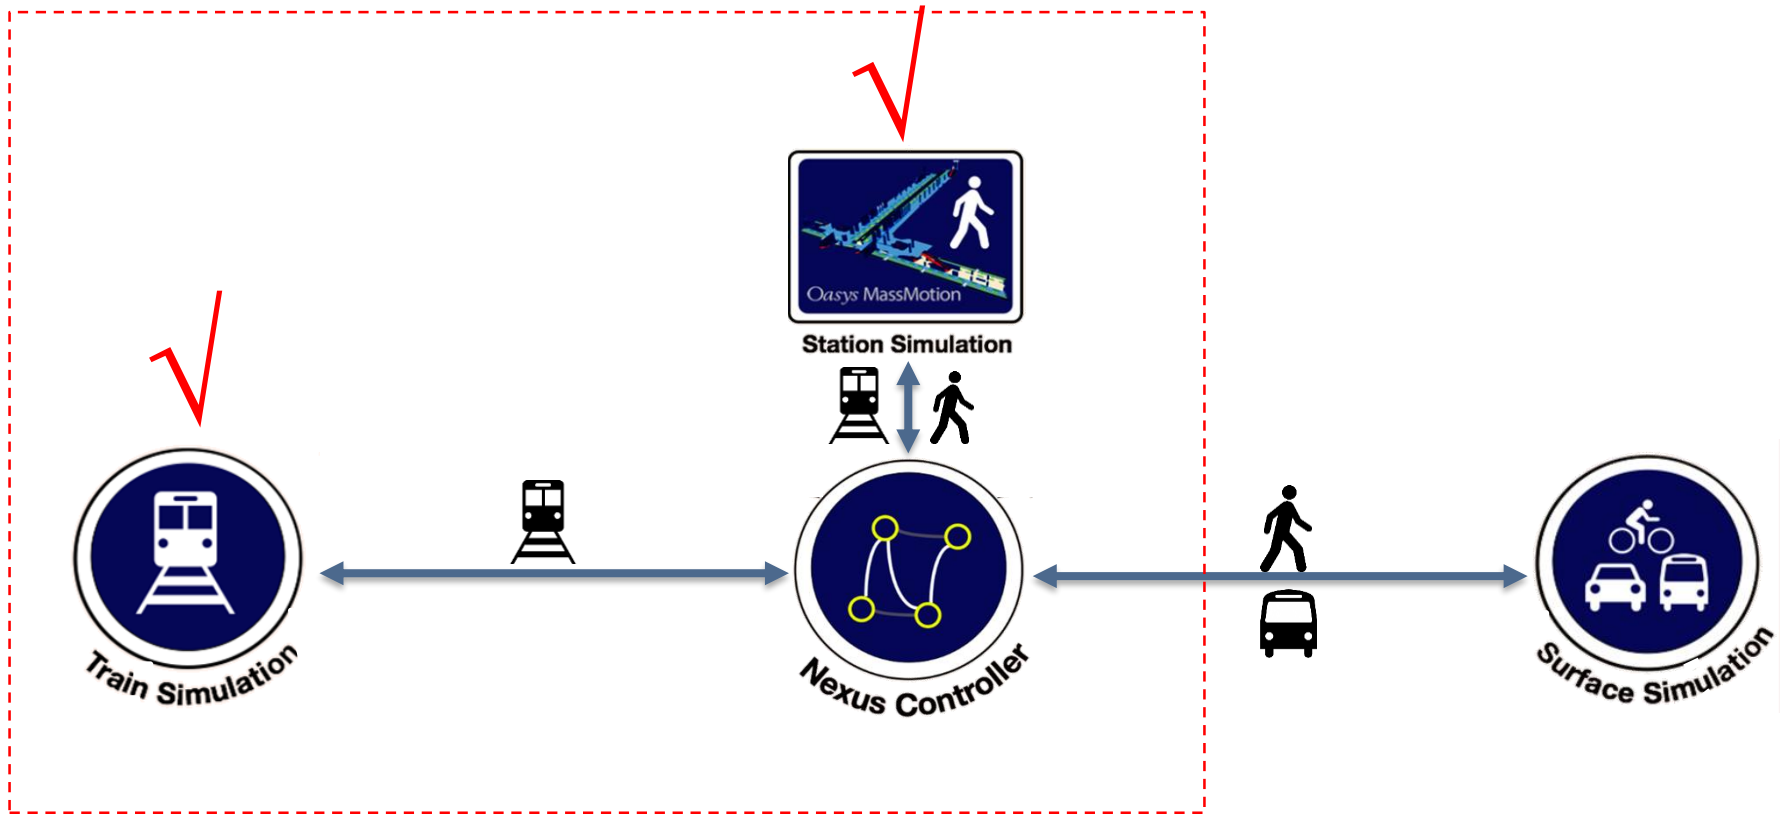 Oasys MassMotion
Station Simulation
Train Simulation
Nexus Controller
Surface Simulation